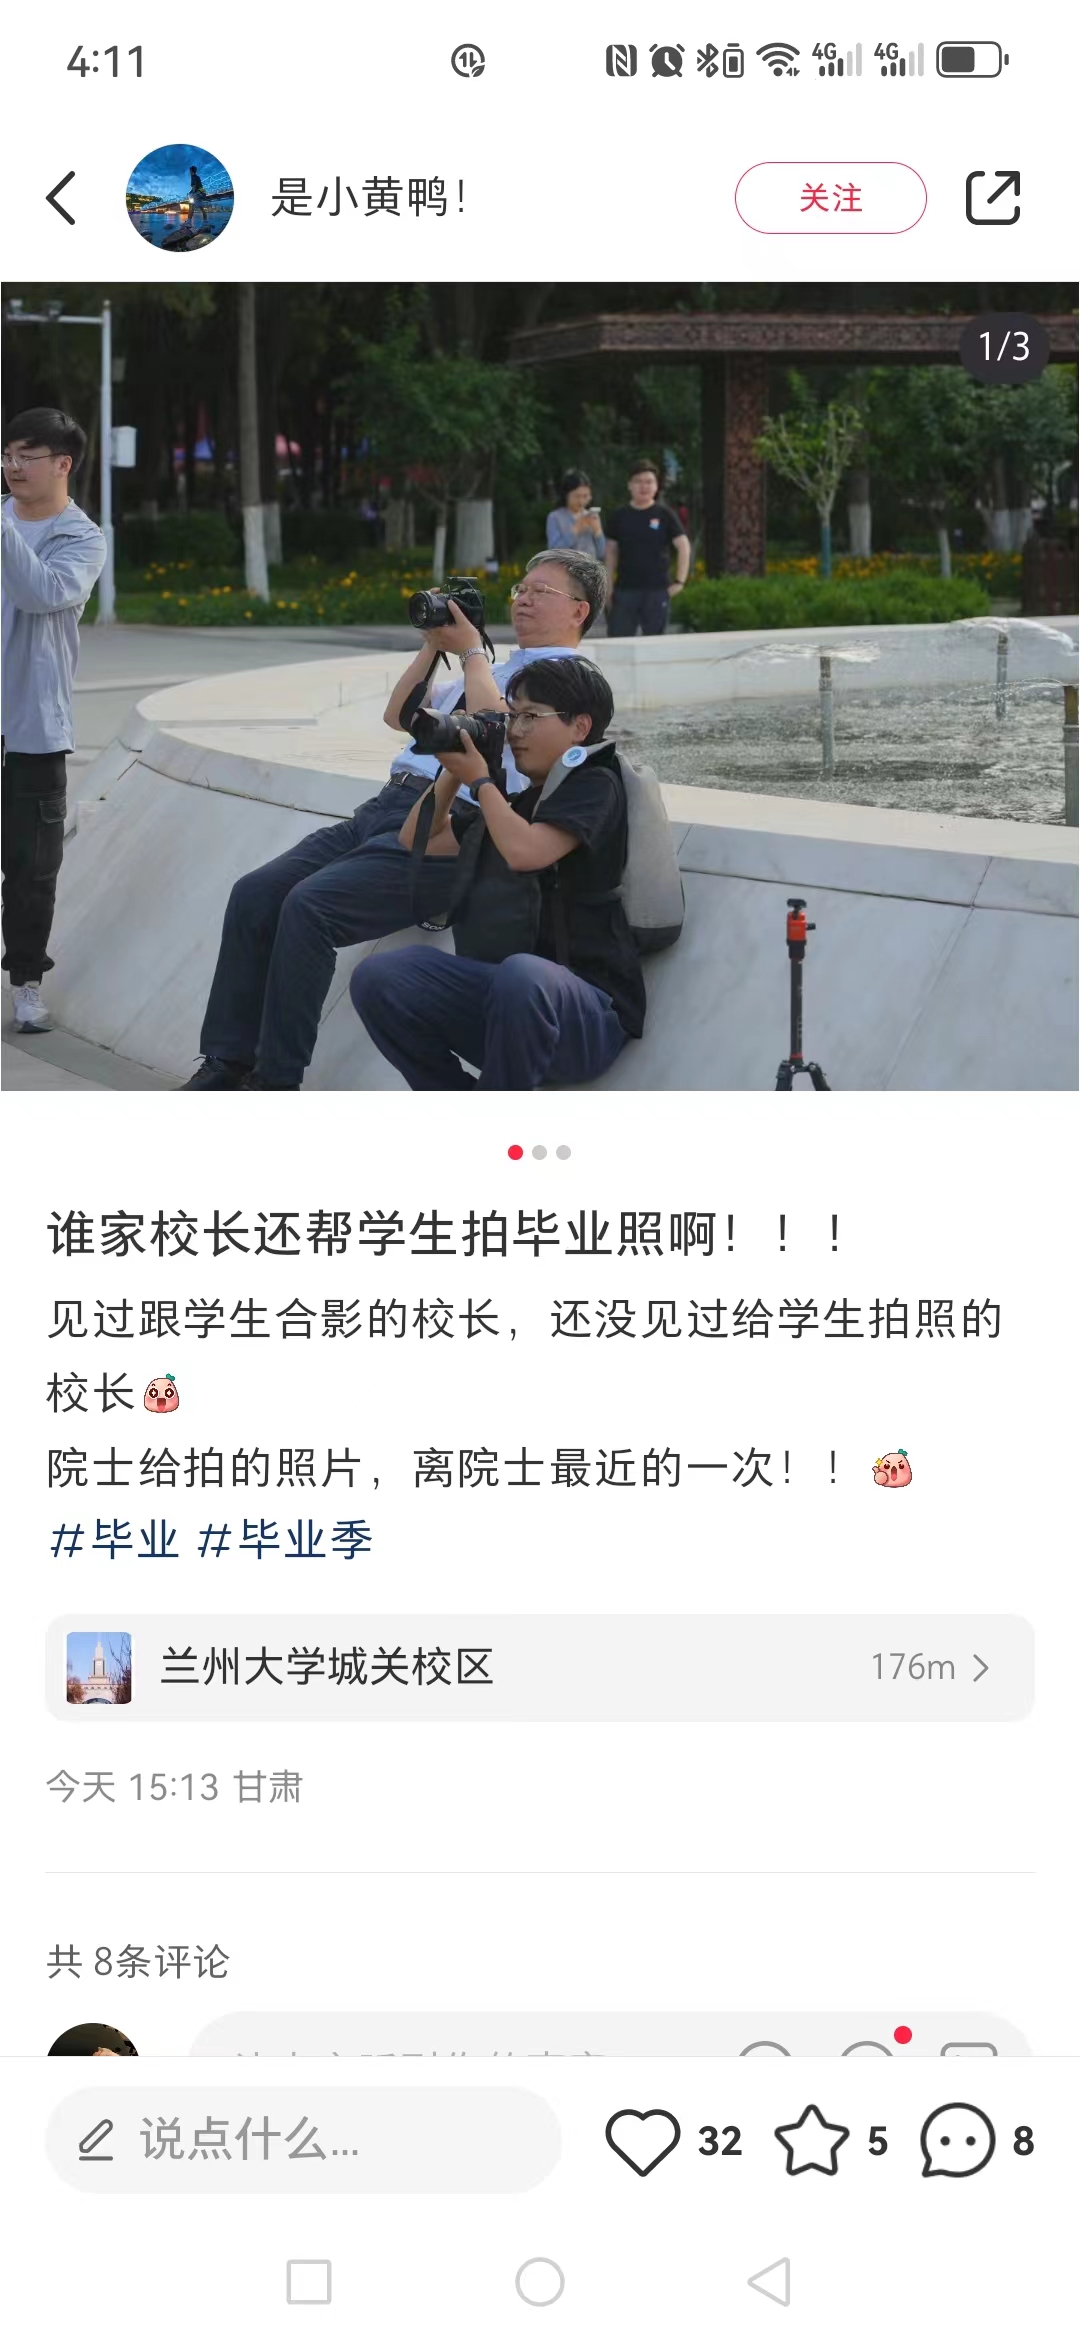 4:11
4G
4G
是小黄鸭！
关注
1/3
谁家校长还帮学生拍毕业照啊！！！
见过跟学生合影的校长，还没见过给学生拍照的
校长
院士给拍的照片，离院士最近的一次！！
#毕业 #毕业季
兰州大学城关校区
176m
今天 15:13 甘肃
共 8条评论
说点什么...
32
5
8